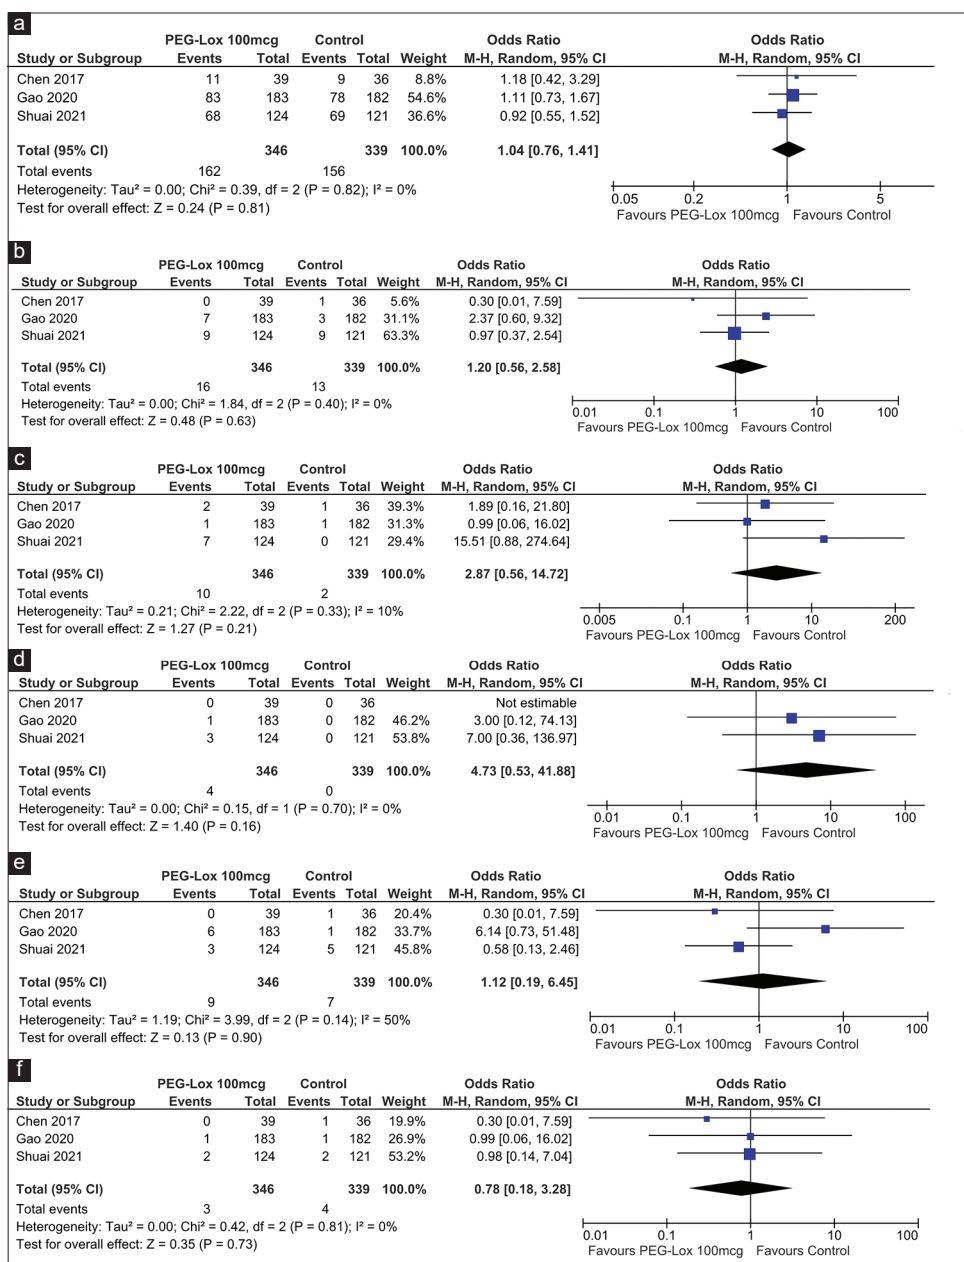 a
PEG-Lox 100mcg Control Odds Ratio Odds Ratio
Study or Subgroup Events Total Events Total Weight M-H, Random, 95% CI M-H, Random, 95% CI
Chen 2017 11 39 9 36 8.8% 1.18 [0.42, 3.29]
Gao 2020 83 183 78 182 54.6% 1.11 [0.73, 1.67]
Shuai 2021 68 124 69 121 36.6% 0.92 [0.55, 1.52]
Total (95% CI) 346 339 100.0% 1.04 [0.76, 1.41]
Total events 162 156
Heterogeneity: Tau² = 0.00; Chi² = 0.39, df = 2 (P = 0.82); I² = 0%
Test for overall effect: Z = 0.24 (P = 0.81)
0.05 0.2 1 5
Favours PEG-Lox 100mcg Favours Control
b
PEG-Lox 100mcg Control Odds Ratio Odds Ratio
Study or Subgroup Events Total Events Total Weight M-H, Random, 95% CI M-H, Random, 95% CI
Chen 2017 0 39 1 36 5.6% 0.30 [0.01, 7.59]
Gao 2020 7 183 3 182 31.1% 2.37 [0.60, 9.32]
Shuai 2021 9 124 9 121 63.3% 0.97 [0.37, 2.54]
Total (95% CI) 346 339 100.0% 1.20 [0.56, 2.58]
Total events 16 13
Heterogeneity: Tau² = 0.00; Chi² = 1.84, df = 2 (P = 0.40); I² = 0%
Test for overall effect: Z = 0.48 (P = 0.63)
0.01 0.1 1 10 100
Favours PEG-Lox 100mcg Favours Control
c
PEG-Lox 100mcg Control Odds Ratio Odds Ratio
Study or Subgroup Events Total Events Total Weight M-H, Random, 95% CI M-H, Random, 95% CI
Chen 2017 2 39 1 36 39.3% 1.89 [0.16, 21.80]
Gao 2020 1 183 1 182 31.3% 0.99 [0.06, 16.02]
Shuai 2021 7 124 0 121 29.4% 15.51 [0.88, 274.64]
Total (95% CI) 346 339 100.0% 2.87 [0.56, 14.72]
Total events 10 2
Heterogeneity: Tau² = 0.21; Chi² = 2.22, df = 2 (P = 0.33); I² = 10%
Test for overall effect: Z = 1.27 (P = 0.21)
0.005 0.1 1 10 200
Favours PEG-Lox 100mcg Favours Control
d
PEG-Lox 100mcg Control Odds Ratio Odds Ratio
Study or Subgroup Events Total Events Total Weight M-H, Random, 95% CI M-H, Random, 95% CI
Chen 2017 0 39 0 36 Not estimable
Gao 2020 1 183 0 182 46.2% 3.00 [0.12, 74.13]
Shuai 2021 3 124 0 121 53.8% 7.00 [0.36, 136.97]
Total (95% CI) 346 339 100.0% 4.73 [0.53, 41.88]
Total events 4 0
Heterogeneity: Tau² = 0.00; Chi² = 0.15, df = 1 (P = 0.70); I² = 0%
Test for overall effect: Z = 1.40 (P = 0.16)
0.01 0.1 1 10 100
Favours PEG-Lox 100mcg Favours Control
e
PEG-Lox 100mcg Control Odds Ratio Odds Ratio
Study or Subgroup Events Total Events Total Weight M-H, Random, 95% CI M-H, Random, 95% CI
Chen 2017 0 39 1 36 20.4% 0.30 [0.01, 7.59]
Gao 2020 6 183 1 182 33.7% 6.14 [0.73, 51.48]
Shuai 2021 3 124 5 121 45.8% 0.58 [0.13, 2.46]
Total (95% CI) 346 339 100.0% 1.12 [0.19, 6.45]
Total events 9 7
Heterogeneity: Tau² = 1.19; Chi² = 3.99, df = 2 (P = 0.14); I² = 50%
Test for overall effect: Z = 0.13 (P = 0.90)
0.01 0.1 1 10 100
Favours PEG-Lox 100mcg Favours Control
f
PEG-Lox 100mcg Control Odds Ratio Odds Ratio
Study or Subgroup Events Total Events Total Weight M-H, Random, 95% CI M-H, Random, 95% CI
Chen 2017 0 39 1 36 19.9% 0.30 [0.01, 7.59]
Gao 2020 1 183 1 182 26.9% 0.99 [0.06, 16.02]
Shuai 2021 2 124 2 121 53.2% 0.98 [0.14, 7.04]
Total (95% CI) 346 339 100.0% 0.78 [0.18, 3.28]
Total events 3 4
Heterogeneity: Tau² = 0.00; Chi² = 0.42, df = 2 (P = 0.81); I² = 0%
Test for overall effect: Z = 0.35 (P = 0.73)
0.01 0.1 1 10 100
Favours PEG-Lox 100mcg Favours Control